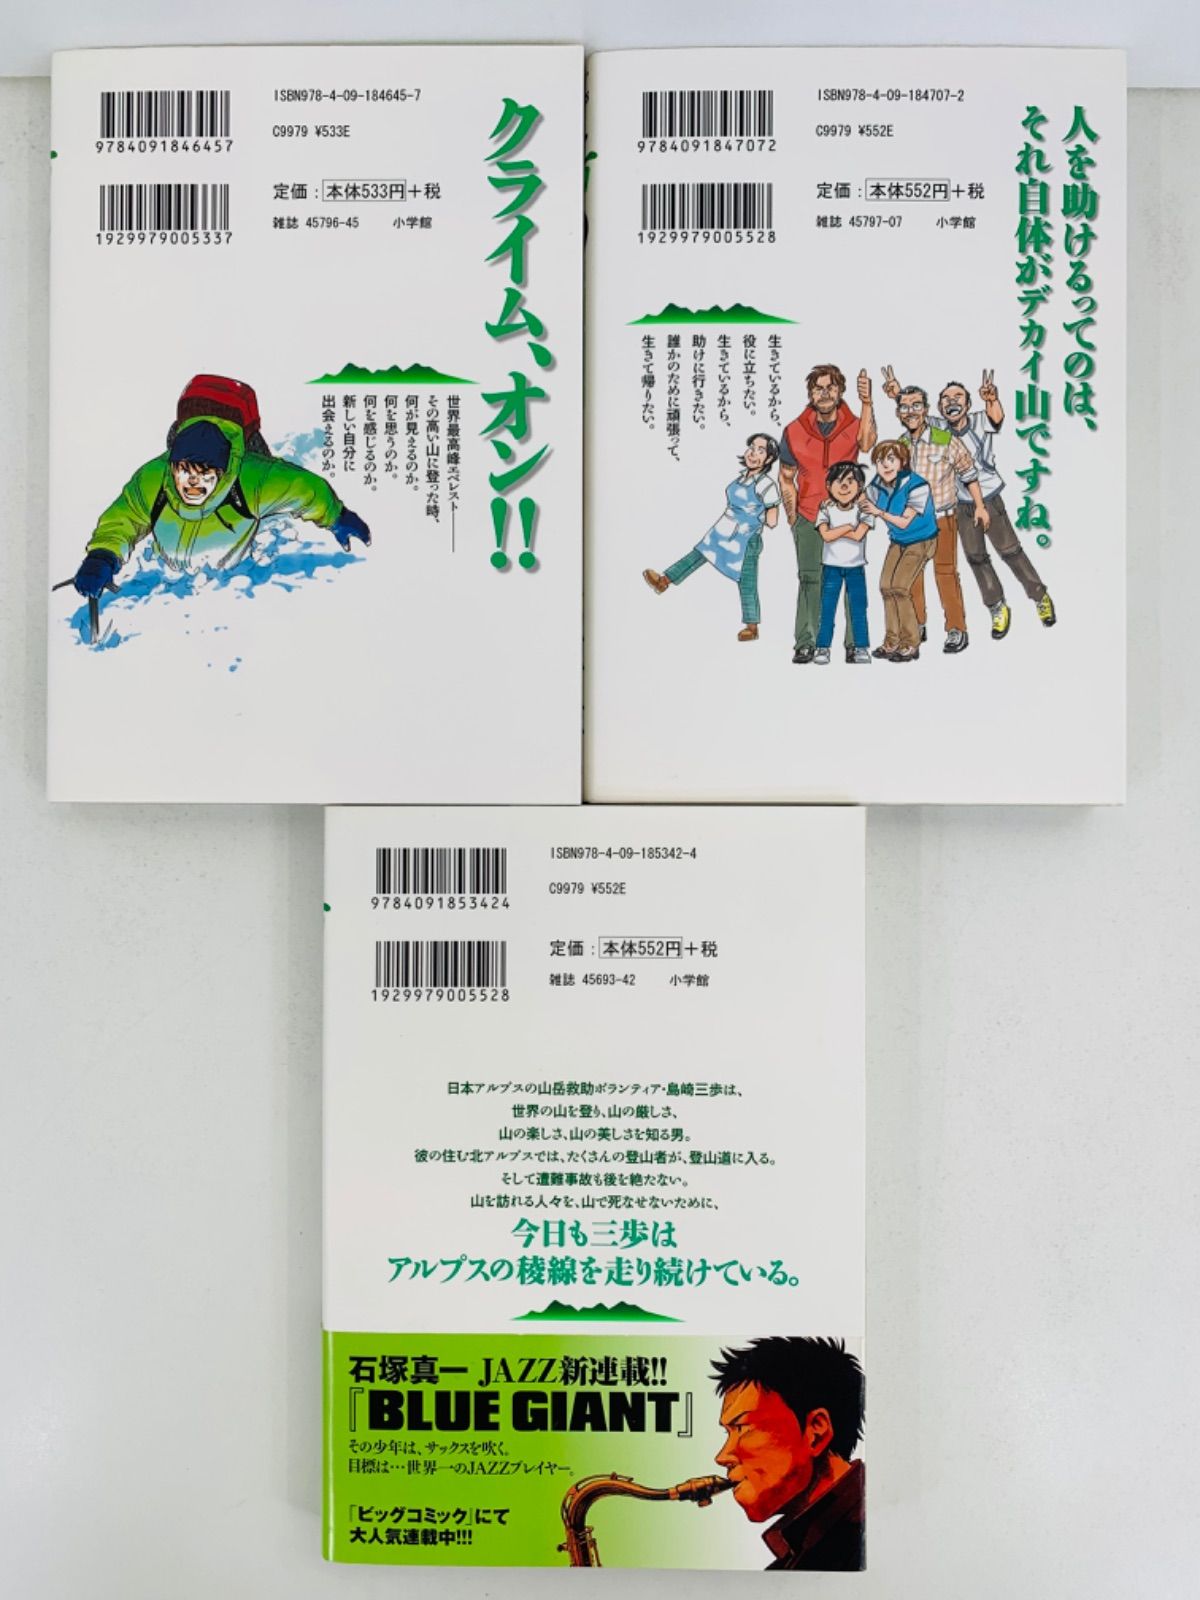 ISBN978-4-09-184645-7
9784091846457
C9979 ¥533E
定価：本体533円＋税
雑誌 45796-45 小学館
1929979005337
クライム、オン!!
世界最高峰エベレスト――
その高い山に登った時、
何が見えるのか。
何を思うのか。
何を感じるのか。
新しい自分に
出会えるのか。
ISBN978-4-09-184707-2
9784091847072
C9979 ¥552E
定価：本体552円＋税
雑誌 45797-07 小学館
1929979005528
人を助けるってのは、
それ自体がデカイ山ですね。
生きているから、
役に立ちたい。
生きているから、
助けに行きたい。
誰かのために頑張って、
生きて帰りたい。
ISBN978-4-09-185342-4
9784091853424
C9979 ¥552E
定価：本体552円＋税
雑誌 45693-42 小学館
1929979005528
日本アルプスの山岳救助ボランティア・島崎三歩は、
世界の山を登り、山の厳しさ、
山の楽しさ、山の美しさを知る男。
彼の住む北アルプスでは、たくさんの登山者が、登山道に入る。
そして遭難事故も後を絶たない。
山を訪れる人々を、山で死なせないために、
今日も三歩は
アルプスの稜線を走り続けている。
石塚真一 JAZZ新連載!!
『BLUE GIANT』
その少年は、サックスを吹く。
目標は…世界一のJAZZプレイヤー。
『ビッグコミック』にて
大人気連載中!!!